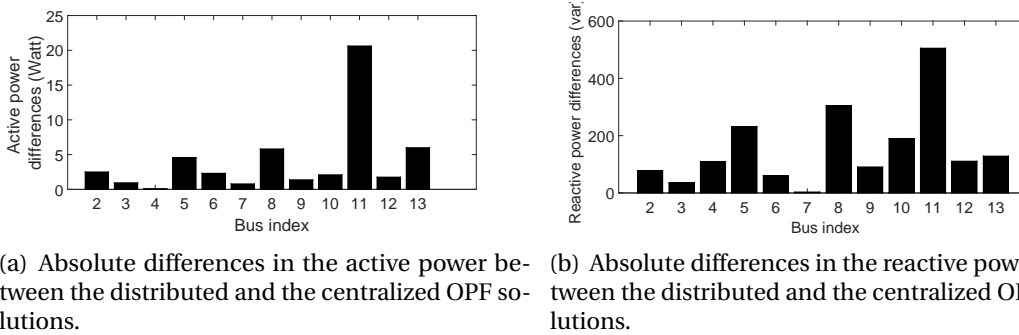 25
20
15
10
5
0
Active power
differences (Watt)
2 3 4 5 6 7 8 9 10 11 12 13
Bus index
(a) Absolute differences in the active power be-
tween the distributed and the centralized OPF so-
lutions.
600
400
200
0
Reactive power differences (var)
2 3 4 5 6 7 8 9 10 11 12 13
Bus index
(b) Absolute differences in the reactive pow
tween the distributed and the centralized O
lutions.